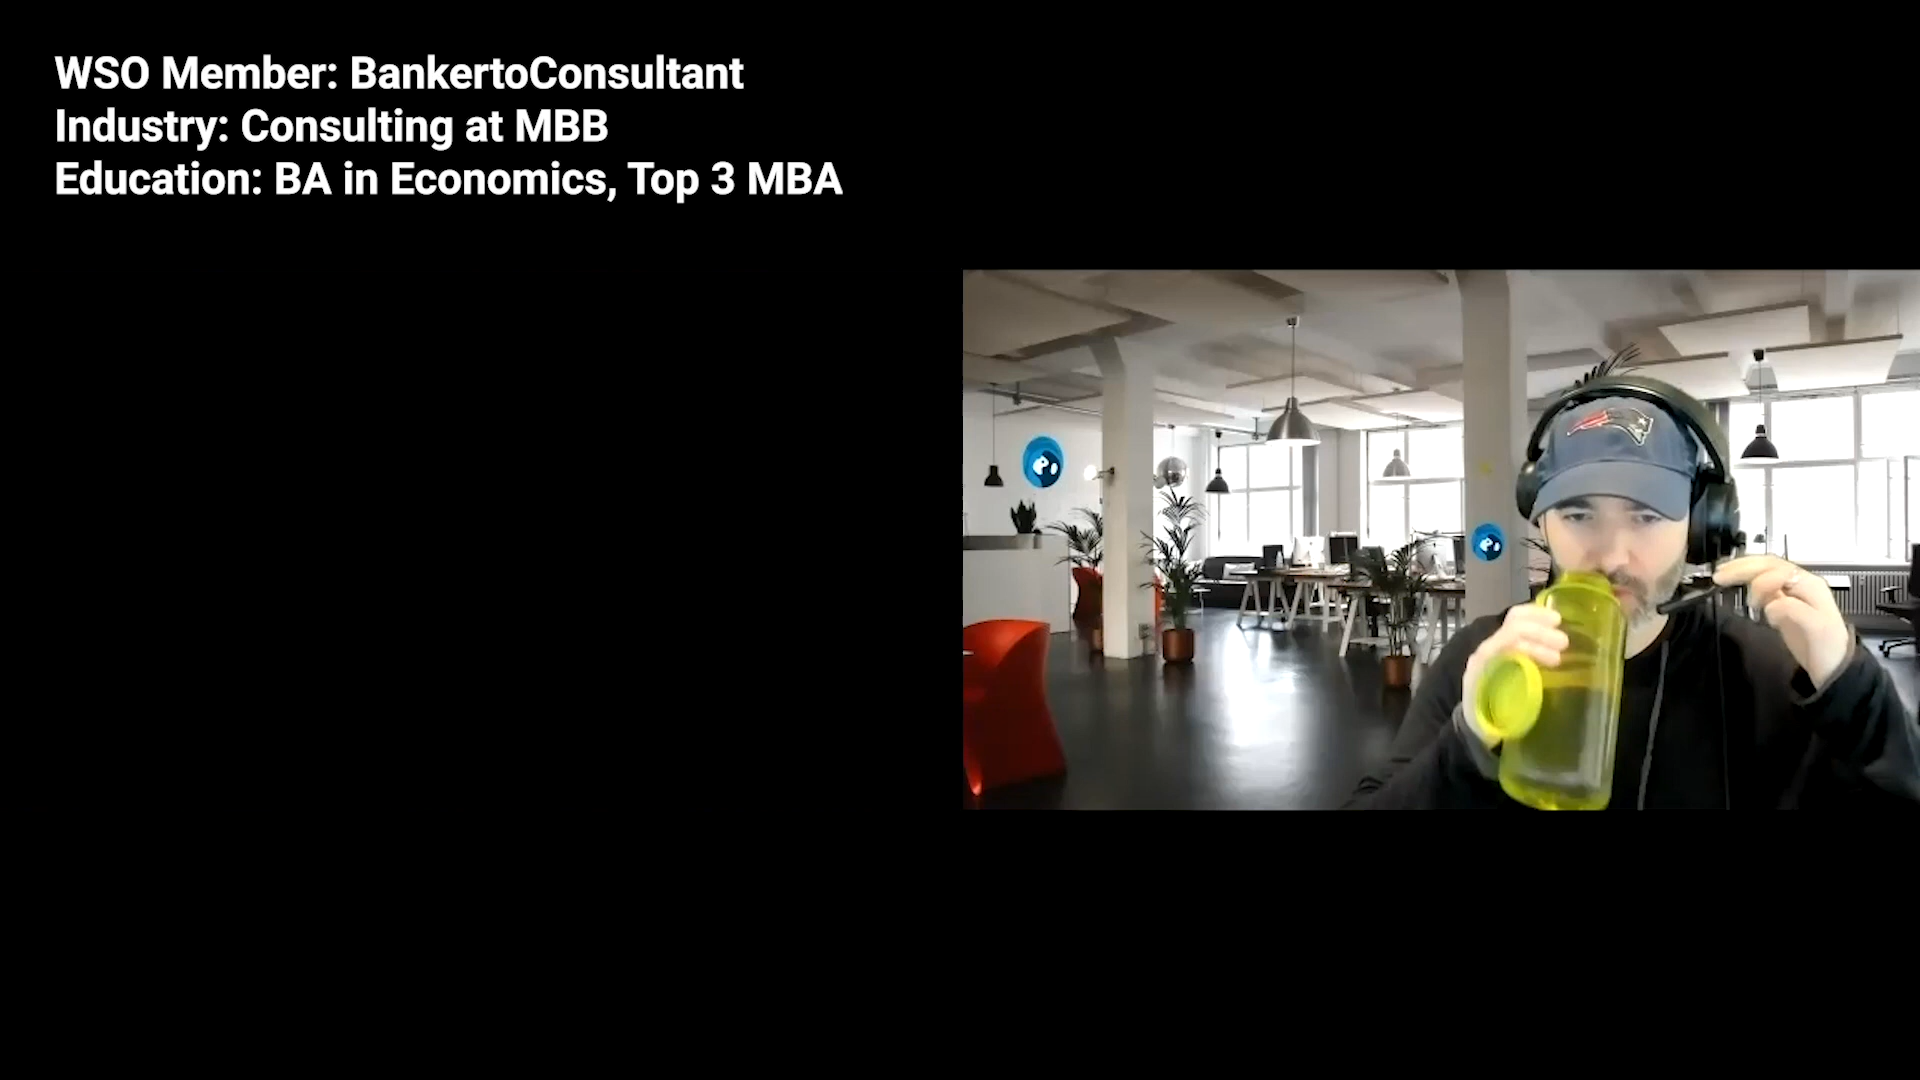 WSO Member: BankertoConsultant
Industry: Consulting at MBB
Education: BA in Economics, Top 3 MBA